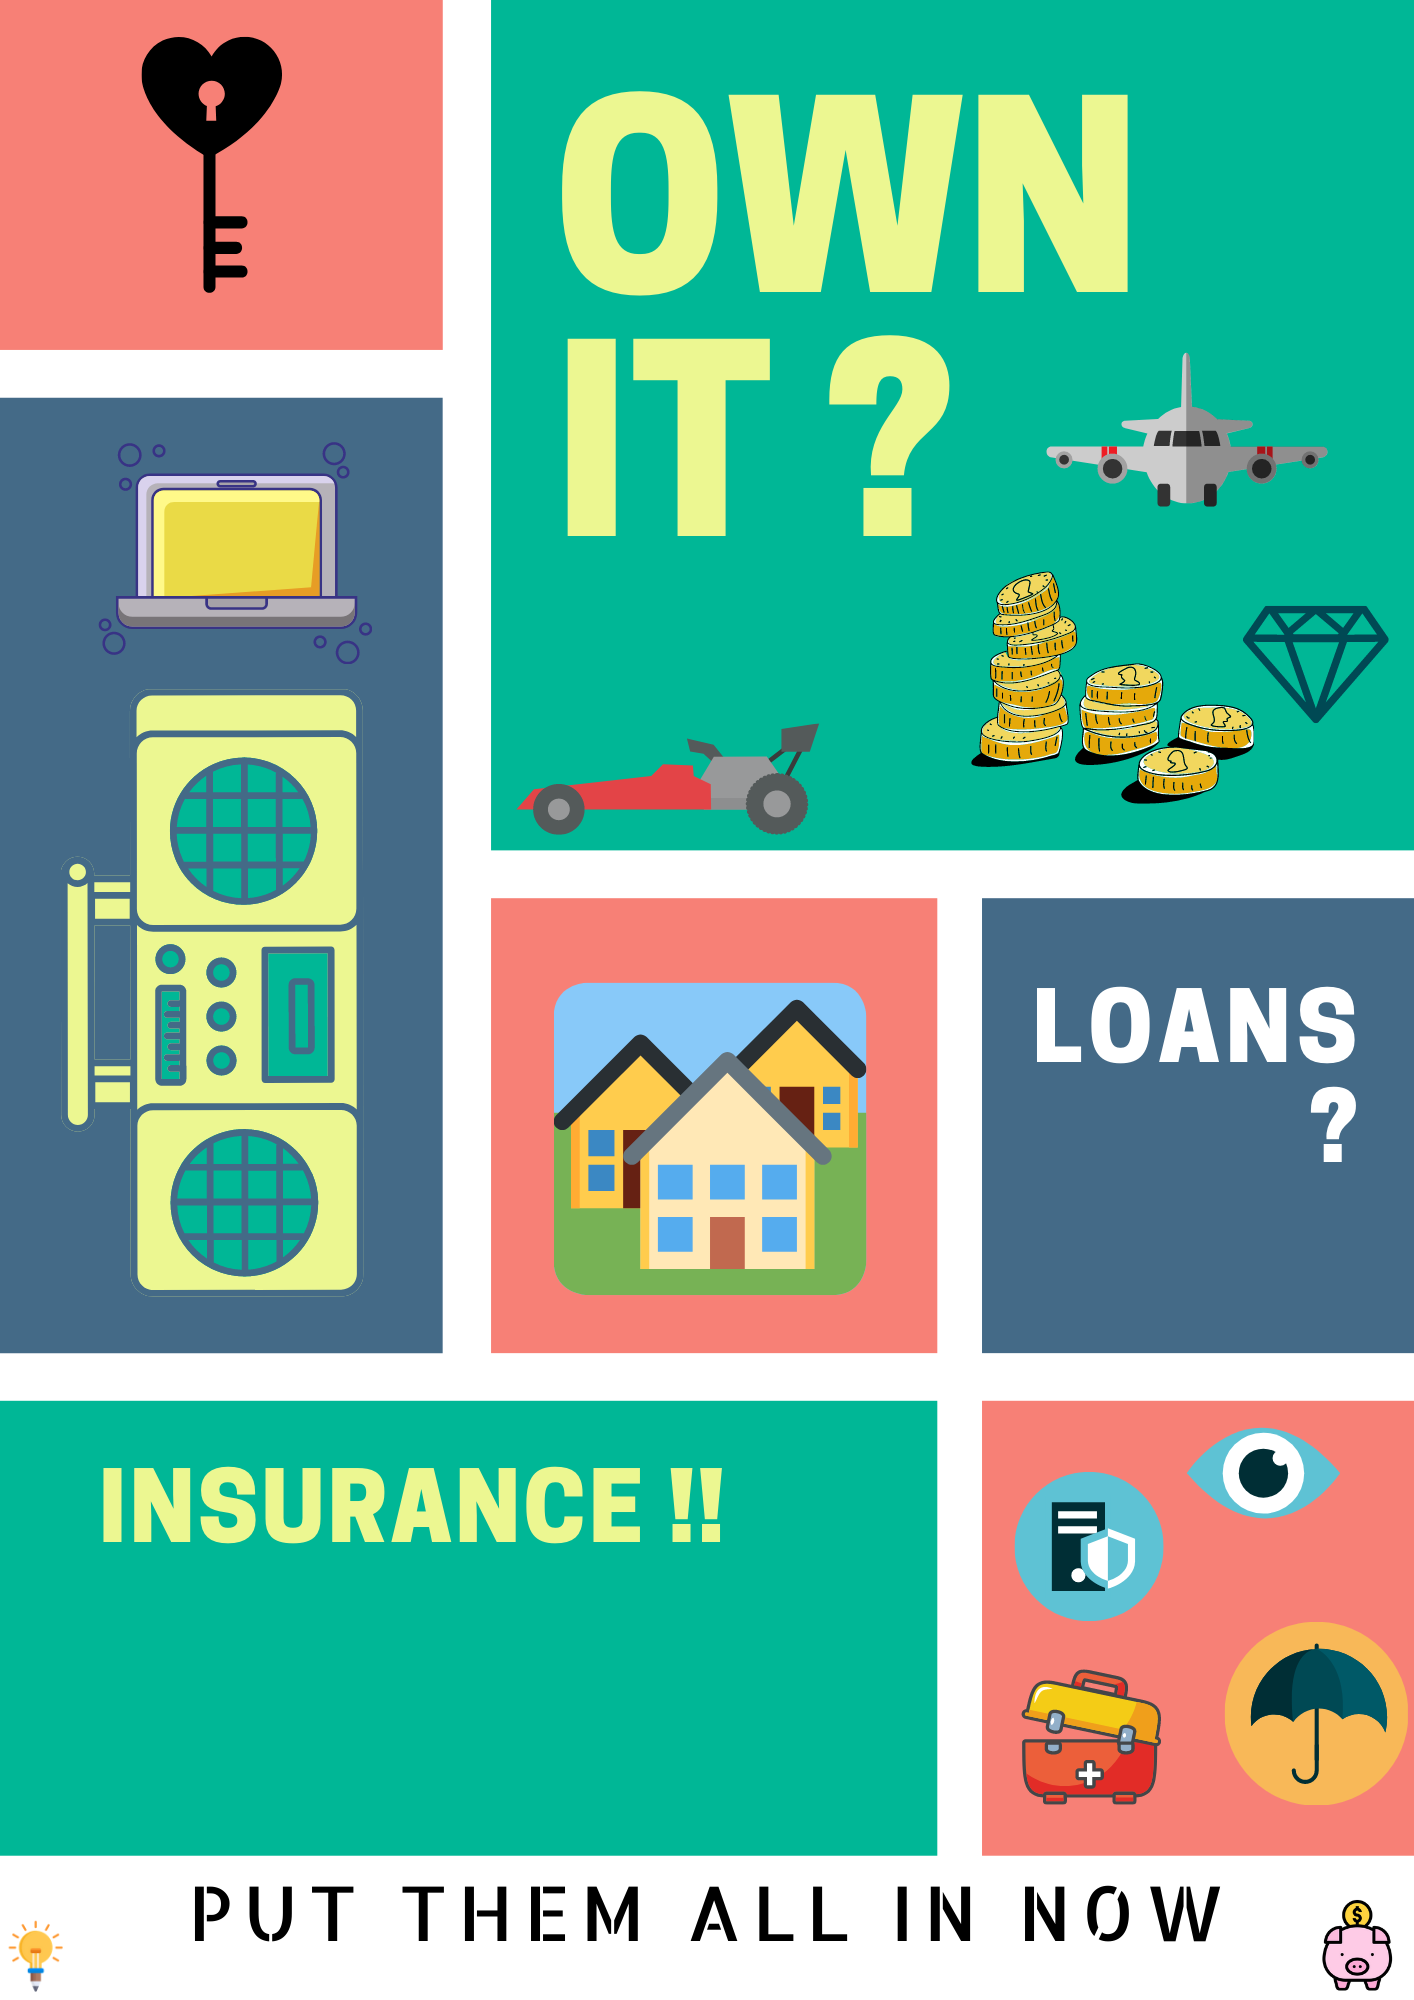 OWN
IT ?
LOANS
?
INSURANCE !!
$
PUT THEM ALL IN NOW